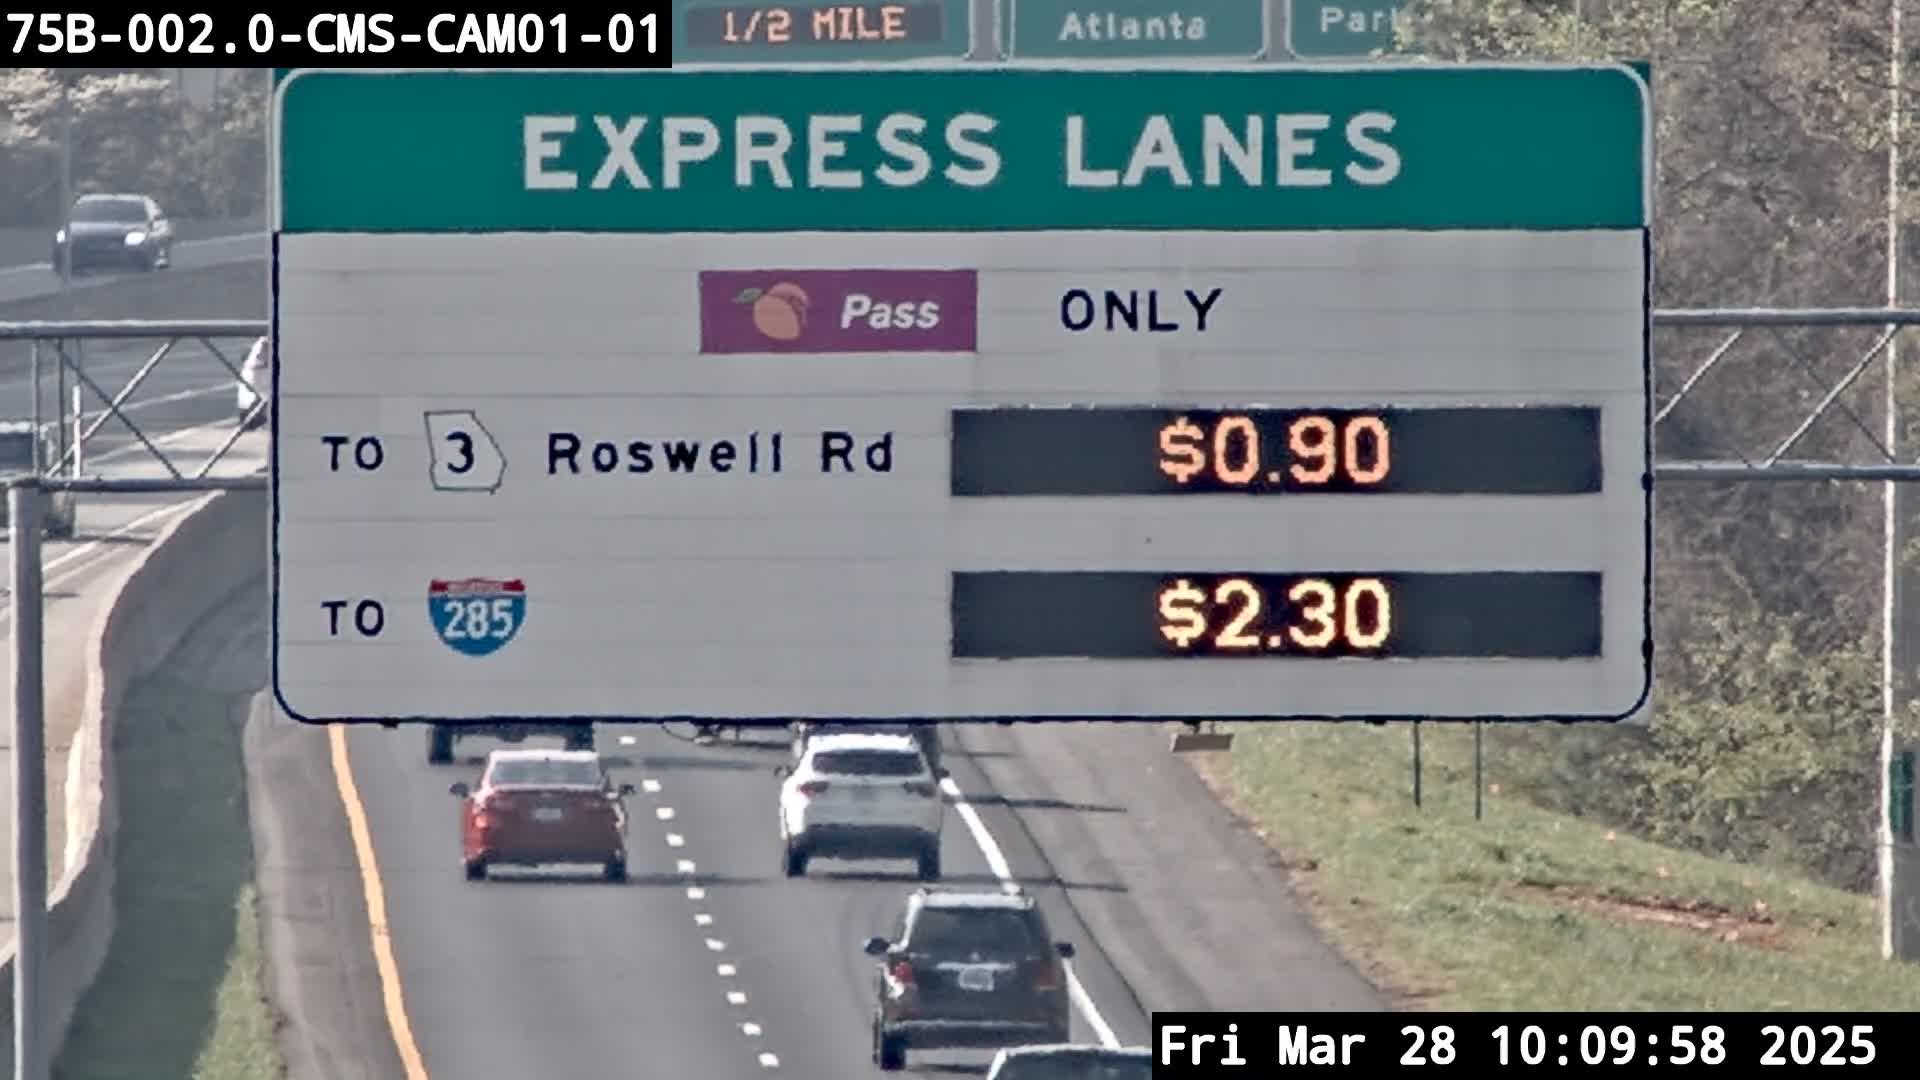 75B-002.0-CMS-CAM01-01
1/2 MILE
Atlanta
EXPRESS LANES
Pass ONLY
TO 3 Roswell Rd $0.90
TO 285 $2.30
Fri Mar 28 10:09:58 2025